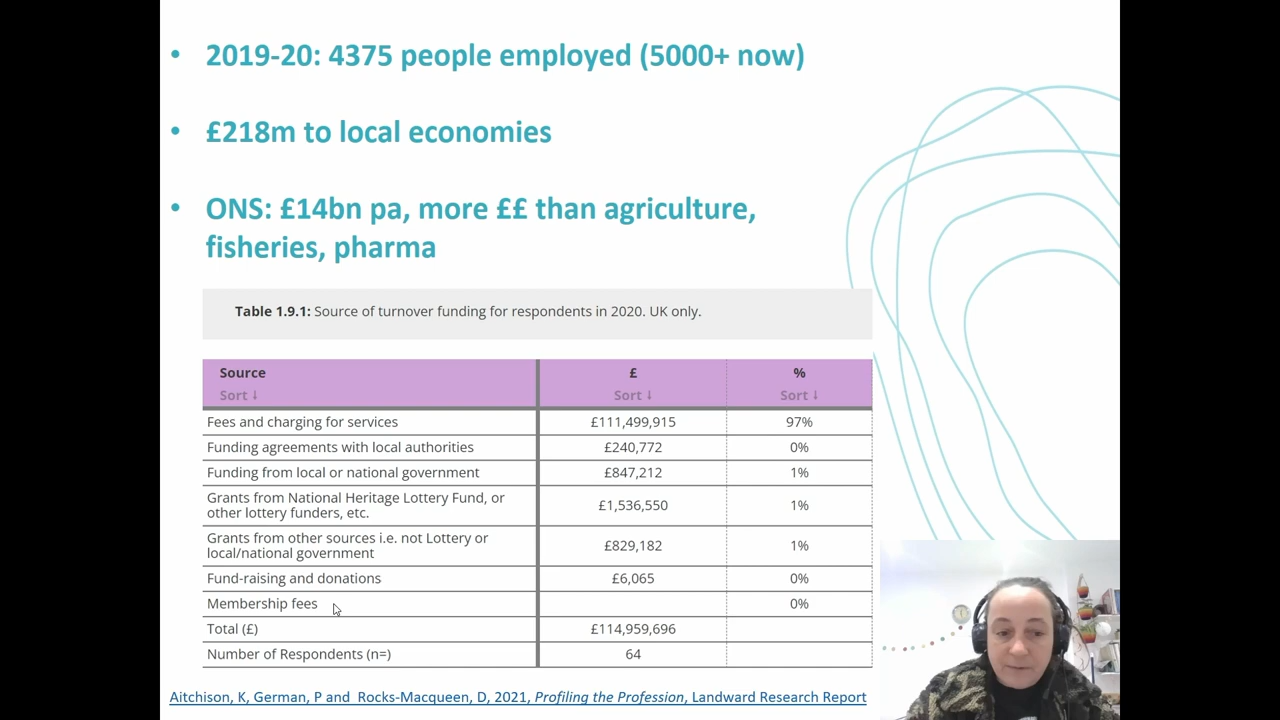 • 2019-20: 4375 people employed (5000+ now)
• £218m to local economies
• ONS: £14bn pa, more ££ than agriculture,
fisheries, pharma
Table 1.9.1: Source of turnover funding for respondents in 2020. UK only.
Source £ %
Sort ↓ Sort ↓ Sort ↓
Fees and charging for services £111,499,915 97%
Funding agreements with local authorities £240,772 0%
Funding from local or national government £847,212 1%
Grants from National Heritage Lottery Fund, or
other lottery funders, etc. £1,536,550 1%
Grants from other sources i.e. not Lottery or
local/national government £829,182 1%
Fund-raising and donations £6,065 0%
Membership fees 0%
Total (£) £114,959,696
Number of Respondents (n=) 64
Aitchison, K, German, P and Rocks-Macqueen, D, 2021, Profiling the Profession, Landward Research Report